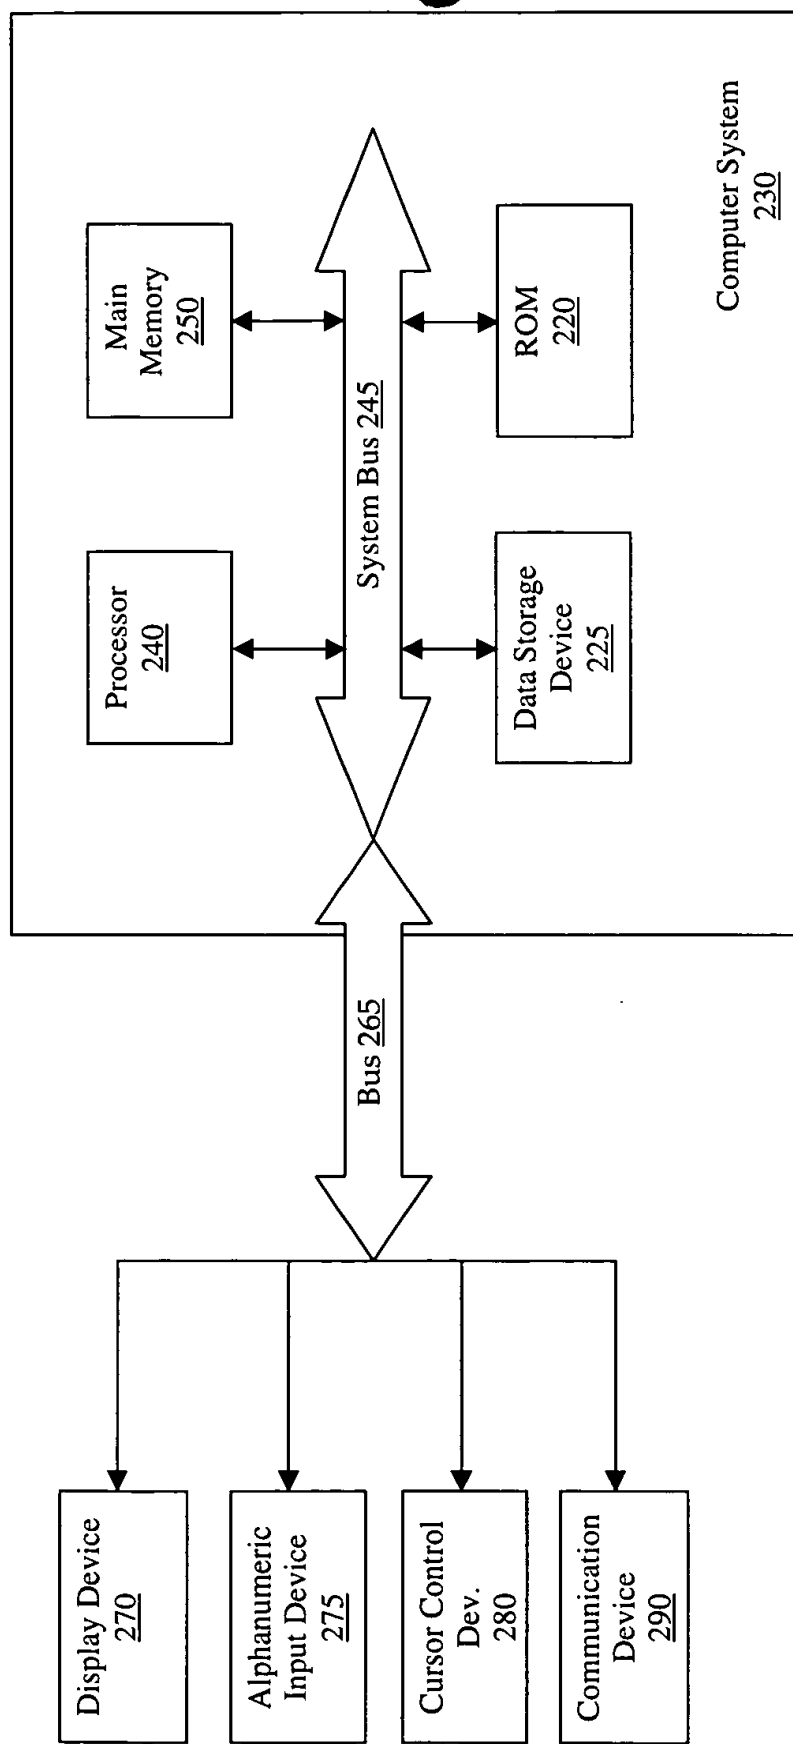 Display Device
270
Alphanumeric
Input Device
275
Cursor Control
Dev. 280
Communication
Device
290
Bus 265
Processor
240
Main
Memory
250
System Bus 245
Data Storage
Device
225
ROM
220
Computer System
230